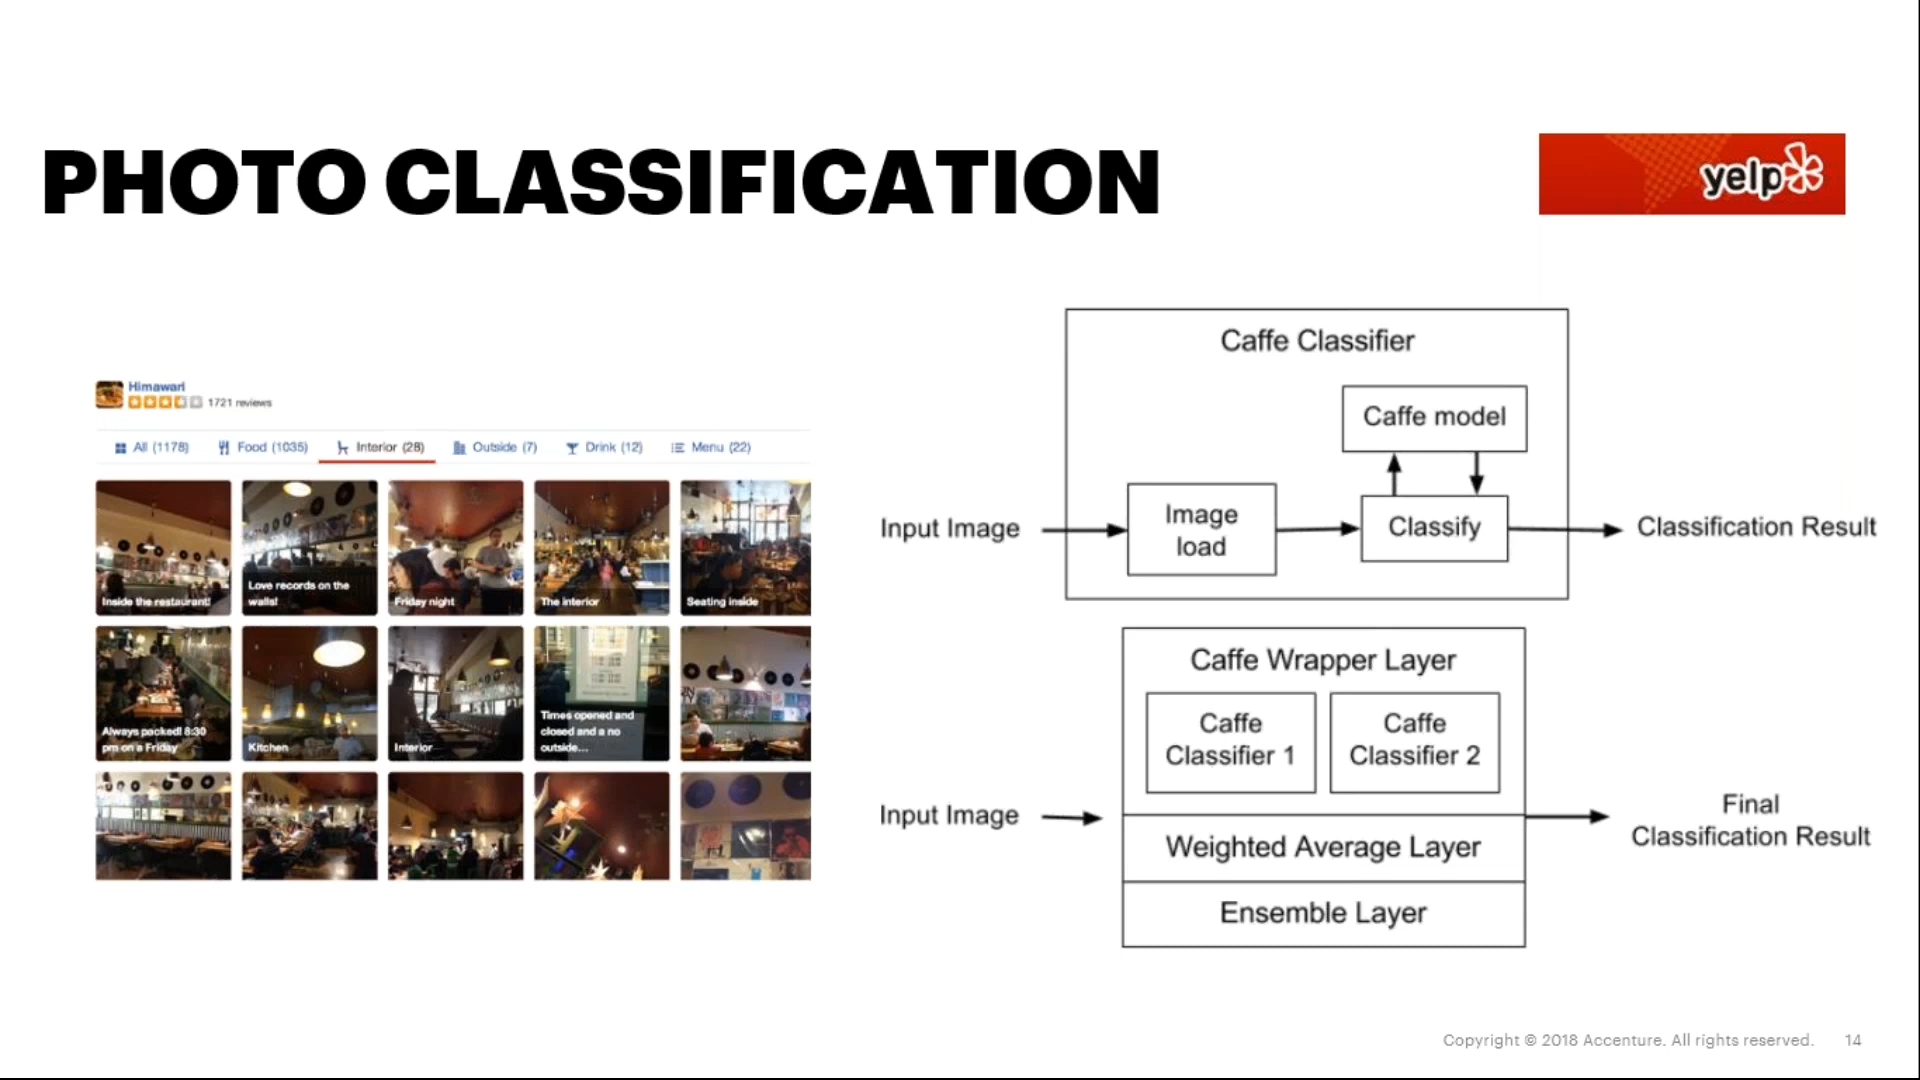 PHOTO CLASSIFICATION
yelp
Himawari
1721 reviews
All (1178)
Food (1035)
Interior (28)
Outside (7)
Drink (12)
Menu (22)
Inside the restaurant!
Love records on the
walls!
Friday night
The interior
Seating inside
Always packed! 8:30
pm on a Friday
Kitchen
Interior
Times opened and
closed and a no
outside...
Caffe Classifier
Caffe model
Input Image
Image
load
Classify
Classification Result
Caffe Wrapper Layer
Caffe
Classifier 1
Caffe
Classifier 2
Input Image
Weighted Average Layer
Ensemble Layer
Final
Classification Result
Copyright © 2018 Accenture. All rights reserved.
14